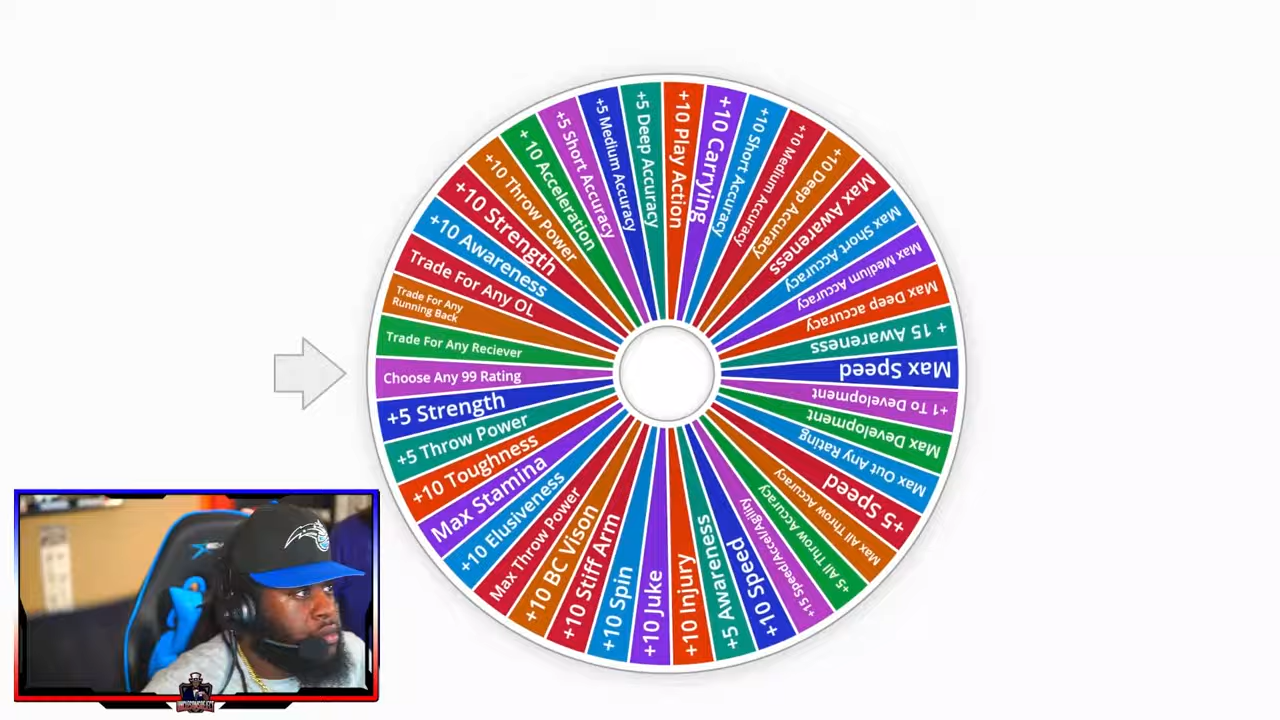 Choose Any 99 Rating
Trade For Any Reciever
Trade For Any
Running Back
Trade For Any OL
+10 Awareness
+10 Strength
+10 Throw Power
+ 10 Acceleration
+5 Short Accuracy
+5 Medium Accuracy
+5 Deep Accuracy
+10 Play Action
+10 Carrying
+10 Short Accuracy
+10 Medium Accuracy
+10 Deep Accuracy
Max Awareness
Max Short Accuracy
Max Medium Accuracy
Max Deep accuracy
+ 15 Awareness
Max Speed
+1 To Development
Max Development
Max Out Any Rating
+5 Speed
Max All Throw Accuracy
+5 All Throw Accuracy
+15 Speed/Accel/Agility
+10 Speed
+5 Awareness
+10 Injury
+10 Juke
+10 Spin
+10 Stiff Arm
+10 BC Vison
Max Throw Power
+10 Elusiveness
Max Stamina
+10 Toughness
+5 Throw Power
+5 Strength